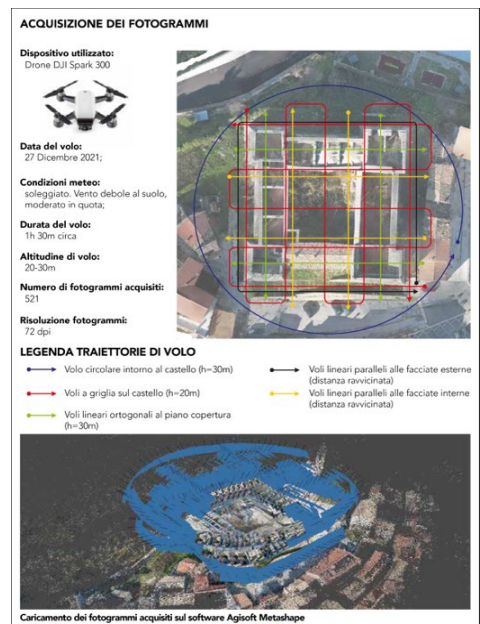 ACQUISIZIONE DEI FOTOGRAMMI
Dispositivo utilizzato:
Drone DJI Spark 300
Data del volo:
27 Dicembre 2021;
Condizioni meteo:
soleggiato. Vento debole al suolo,
moderato in quota;
Durata del volo:
1h 30m circa
Altitudine di volo:
20-30m
Numero di fotogrammi acquisiti:
521
Risoluzione fotogrammi:
72 dpi
LEGENDA TRAIETTORIE DI VOLO
Volo circolare intorno al castello (h=30m)
Voli a griglia sul castello (h=20m)
Voli lineari ortogonali al piano copertura
(h=30m)
Voli lineari paralleli alle facciate esterne
(distanza ravvicinata)
Voli lineari paralleli alle facciate interne
(distanza ravvicinata)
Caricamento dei fotogrammi acquisiti sul software Agisoft Metashape